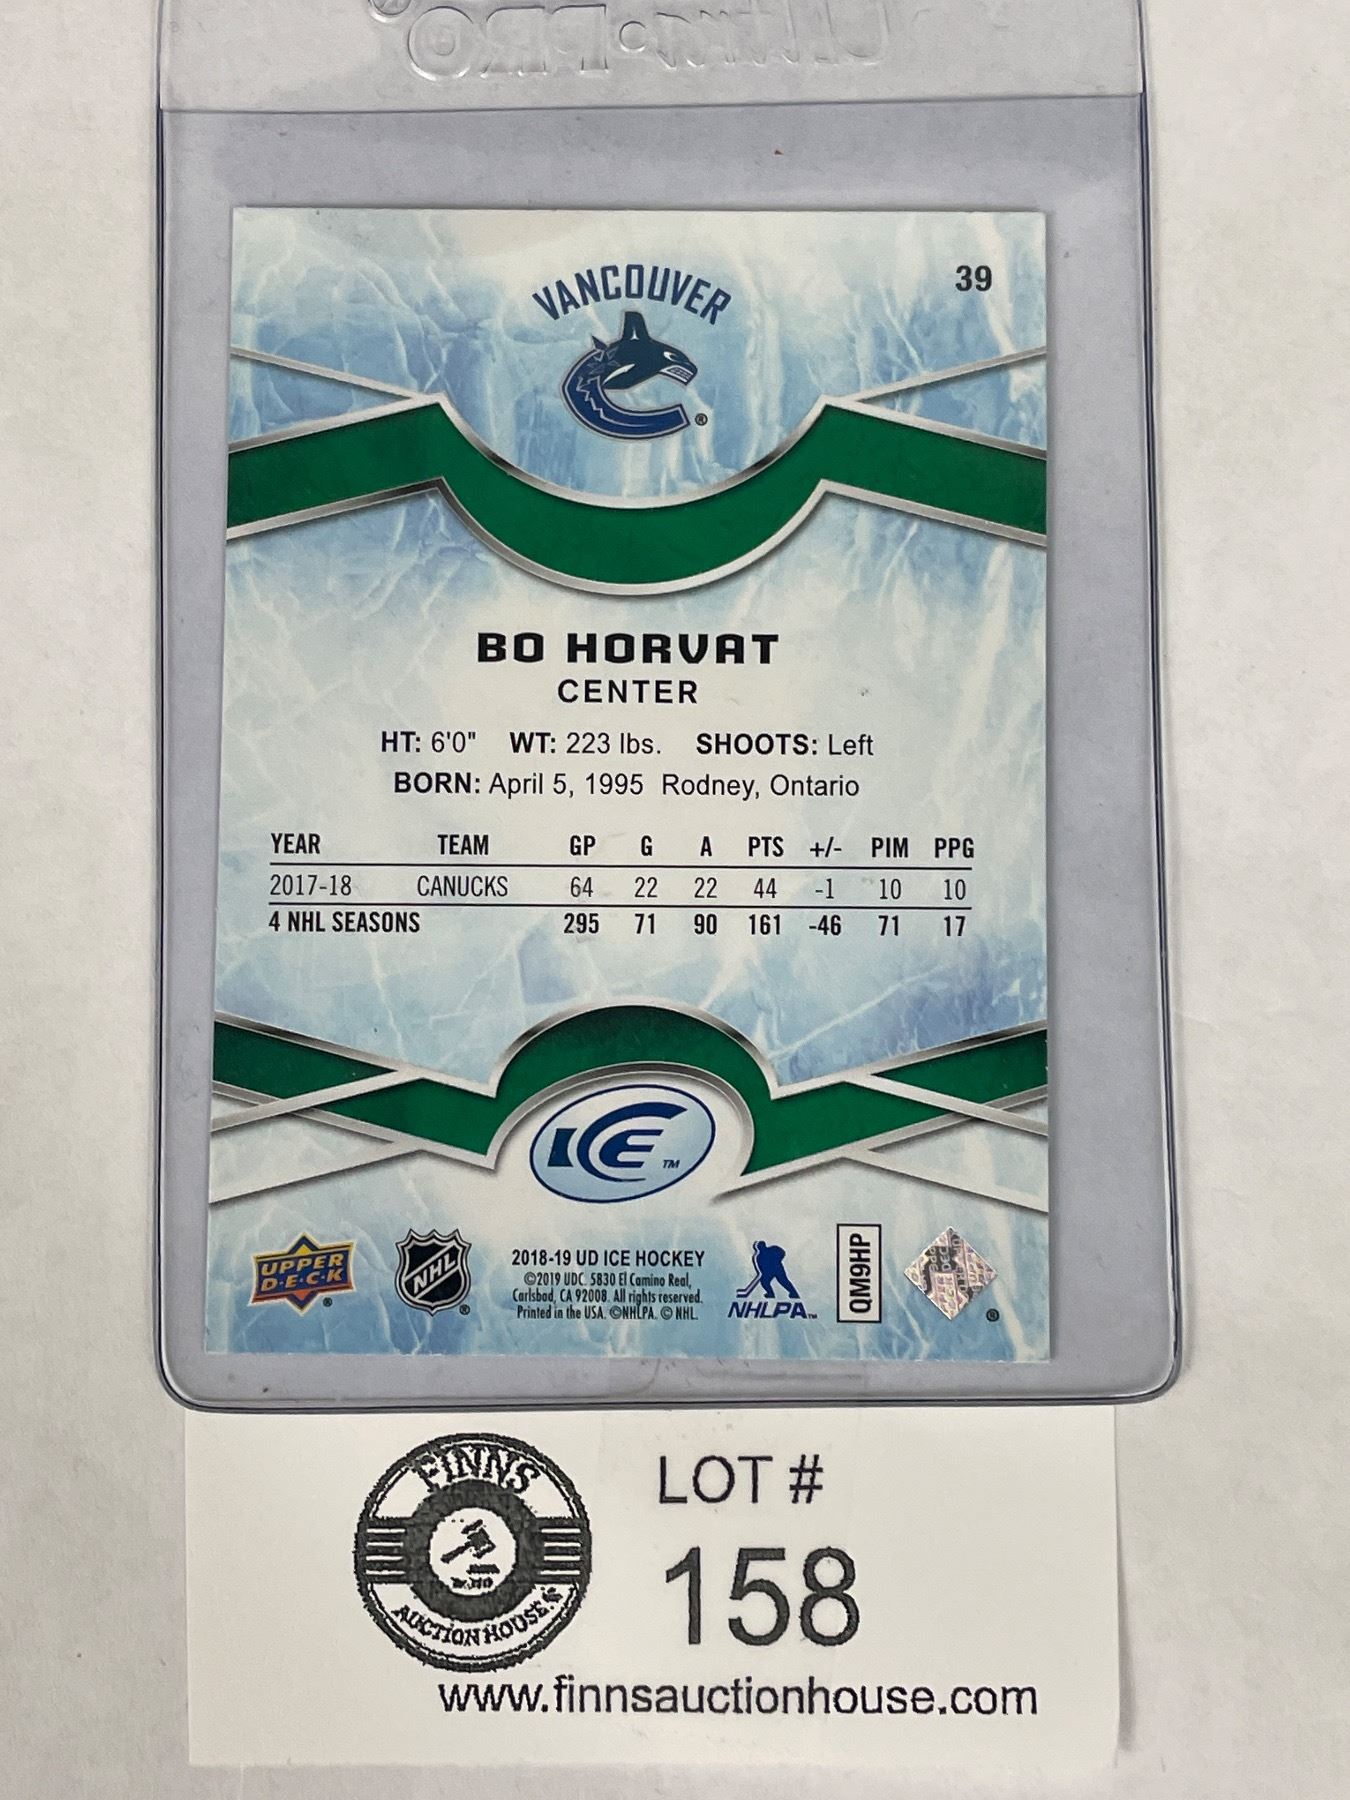 ULTRA•PRO
VANCOUVER
®
39
BO HORVAT
CENTER
HT: 6'0" WT: 223 lbs. SHOOTS: Left
BORN: April 5, 1995 Rodney, Ontario
YEAR TEAM GP G A PTS +/- PIM PPG
2017-18 CANUCKS 64 22 22 44 -1 10 10
4 NHL SEASONS 295 71 90 161 -46 71 17
ICE TM
UPPER
D•E•C•K
®
NHL
®
2018-19 UD ICE HOCKEY
©2019 UDC. 5830 El Camino Real,
Carlsbad, CA 92008. All rights reserved.
Printed in the USA. ©NHLPA. © NHL.
NHLPA™
QM9HP
®
FINNS
AUCTION HOUSE
LOT #
158
www.finnsauctionhouse.com